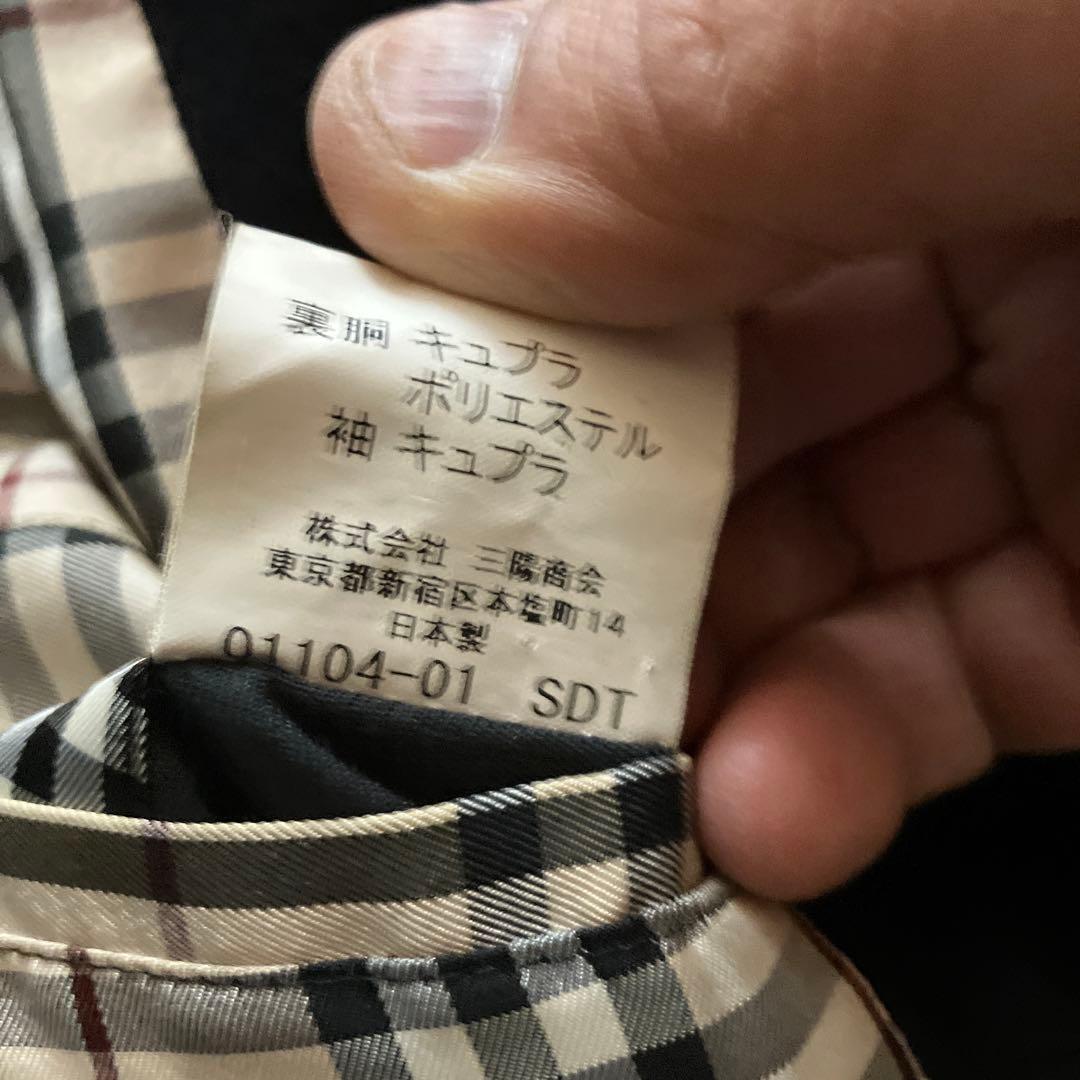 裏胴 キュプラ
ポリエステル
袖 キュプラ
株式会社 三陽商会
東京都新宿区本塩町14
日本製
01104-01 SDT